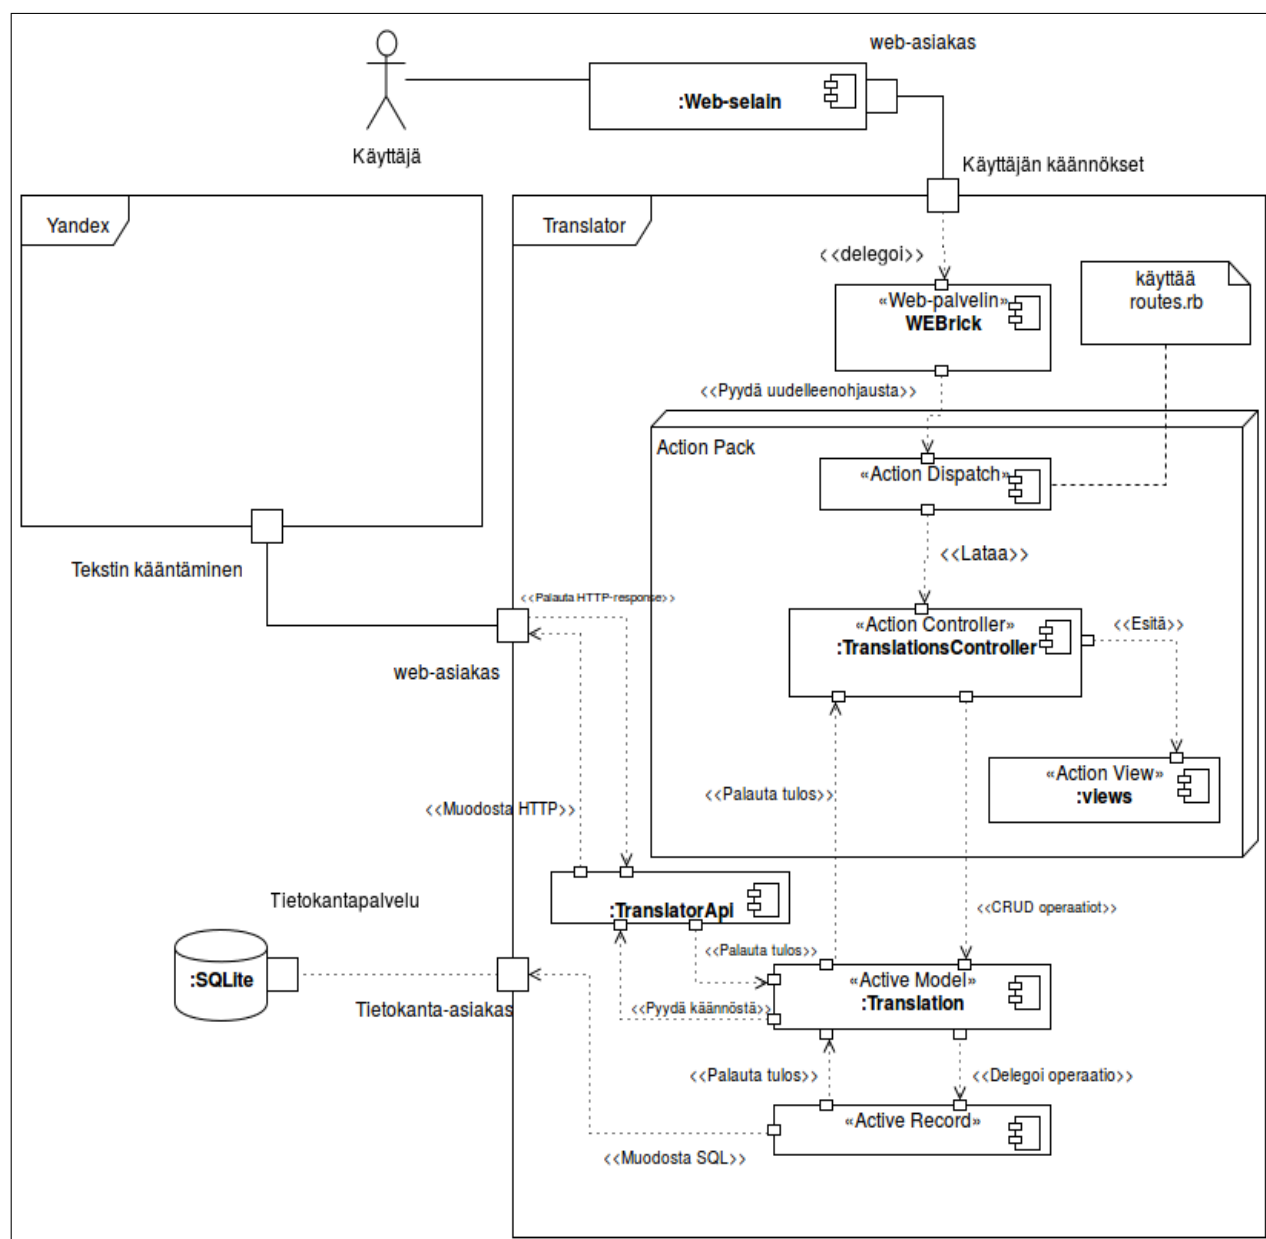 web-asiakas
:Web-selain
Käyttäjä
Käyttäjän käännökset
Yandex
Translator
<<delegoi>>
käyttää
routes.rb
«Web-palvelin»
WEBrick
<<Pyydä uudelleenohjausta>>
Action Pack
«Action Dispatch»
<<Lataa>>
Tekstin kääntäminen
<<Palauta HTTP-response>>
«Action Controller»
:TranslationsController
<<Esitä>>
web-asiakas
«Action View»
:views
<<Palauta tulos>>
<<Muodosta HTTP>>
Tietokantapalvelu
:TranslatorApi
<<CRUD operaatiot>
<<Palauta tulos>>
:SQLite
«Active Model»
:Translation
Tietokanta-asiakas
<<Pyydä käännöstä>>
<<Palauta tulos>>
<<Delegoi operaatio>>
«Active Record»
<<Muodosta SQL>>